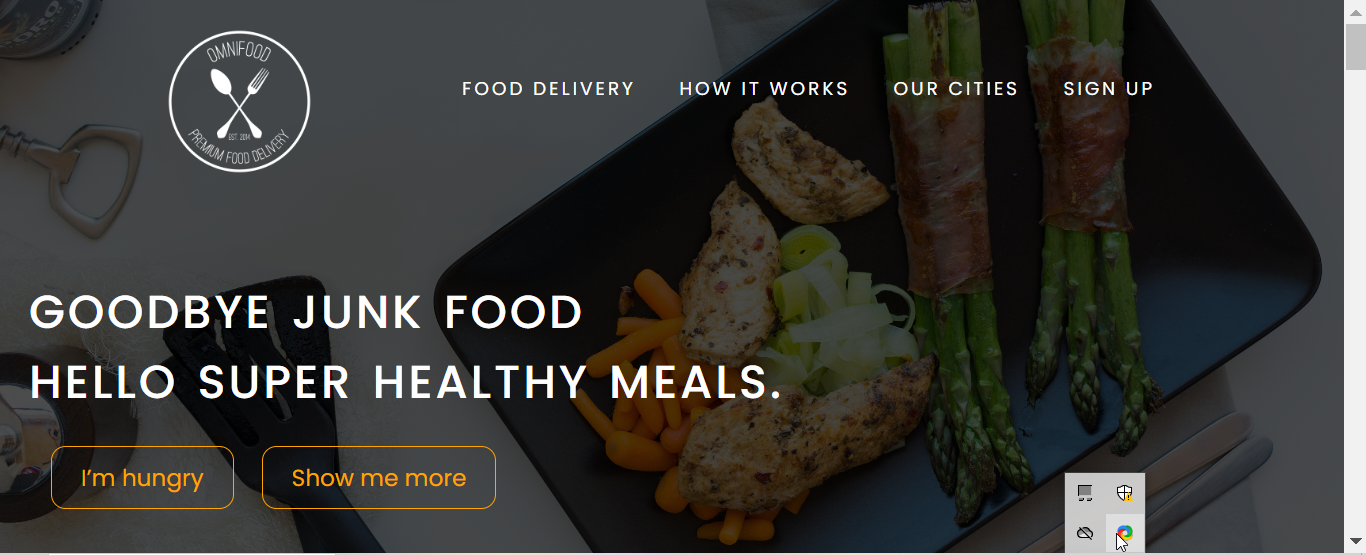 OMNIFOOD
EST. 2014
PREMIUM FOOD DELIVERY
FOOD DELIVERY HOW IT WORKS OUR CITIES SIGN UP
GOODBYE JUNK FOOD
HELLO SUPER HEALTHY MEALS.
I’m hungry Show me more